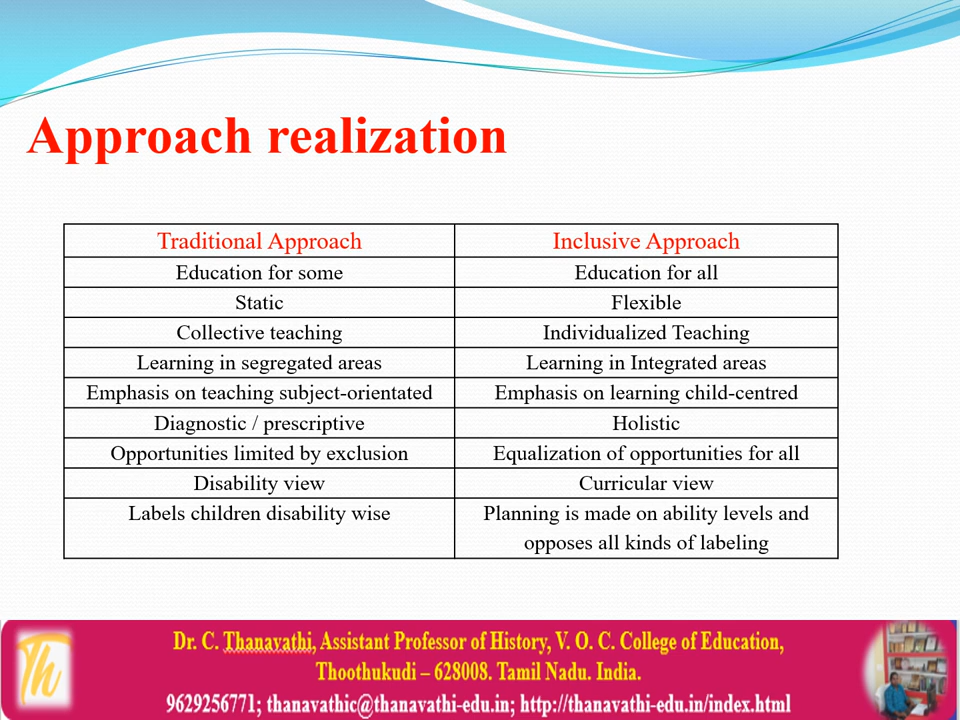 Approach realization
Traditional Approach Inclusive Approach
Education for some Education for all
Static Flexible
Collective teaching Individualized Teaching
Learning in segregated areas Learning in Integrated areas
Emphasis on teaching subject-orientated Emphasis on learning child-centred
Diagnostic / prescriptive Holistic
Opportunities limited by exclusion Equalization of opportunities for all
Disability view Curricular view
Labels children disability wise Planning is made on ability levels and
opposes all kinds of labeling
Th
Dr. C. Thanavathi, Assistant Professor of History, V. O. C. College of Education,
Thoothukudi – 628008. Tamil Nadu. India.
9629256771; thanavathic@thanavathi-edu.in; http://thanavathi-edu.in/index.html